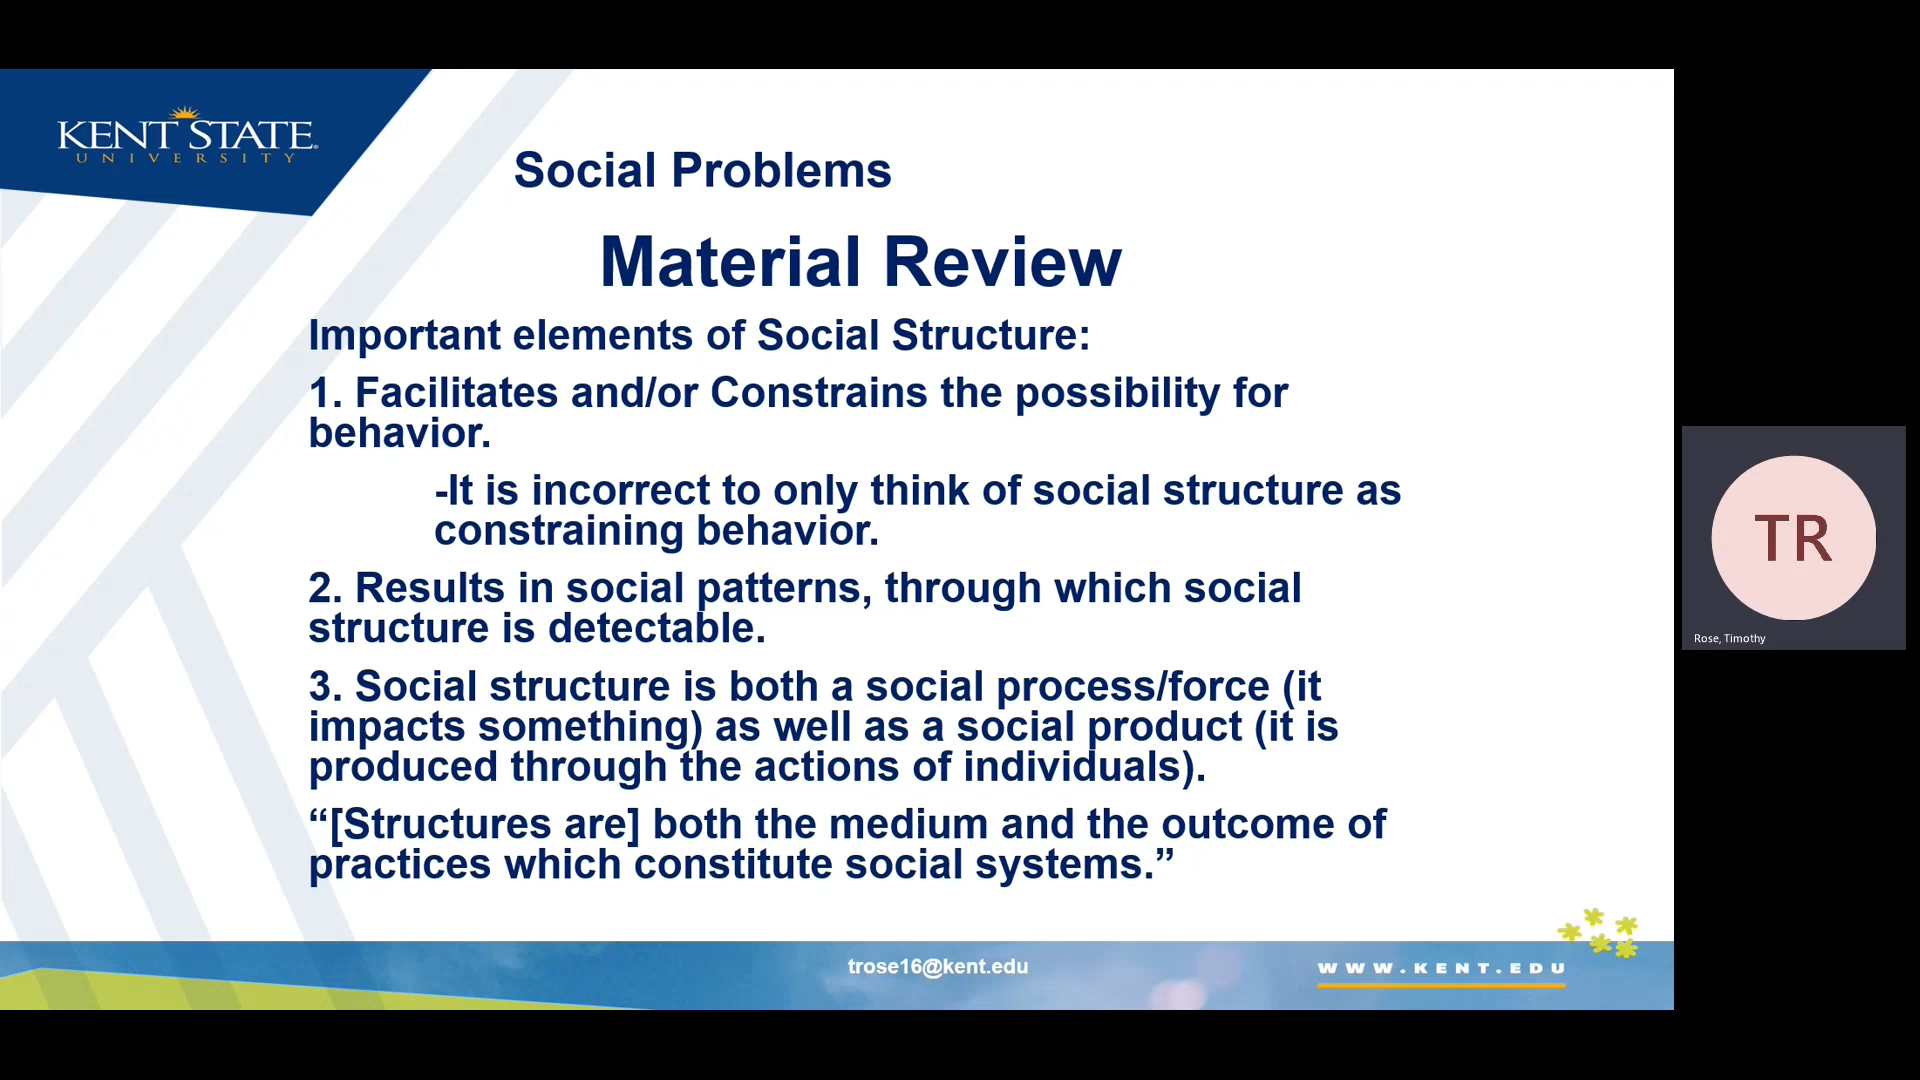 KENT STATE
UNIVERSITY
Social Problems
Material Review
Important elements of Social Structure:
1. Facilitates and/or Constrains the possibility for
behavior.
-It is incorrect to only think of social structure as
constraining behavior.
2. Results in social patterns, through which social
structure is detectable.
3. Social structure is both a social process/force (it
impacts something) as well as a social product (it is
produced through the actions of individuals).
“[Structures are] both the medium and the outcome of
practices which constitute social systems.”
trose16@kent.edu
WWW.KENT.EDU
TR
Rose, Timothy